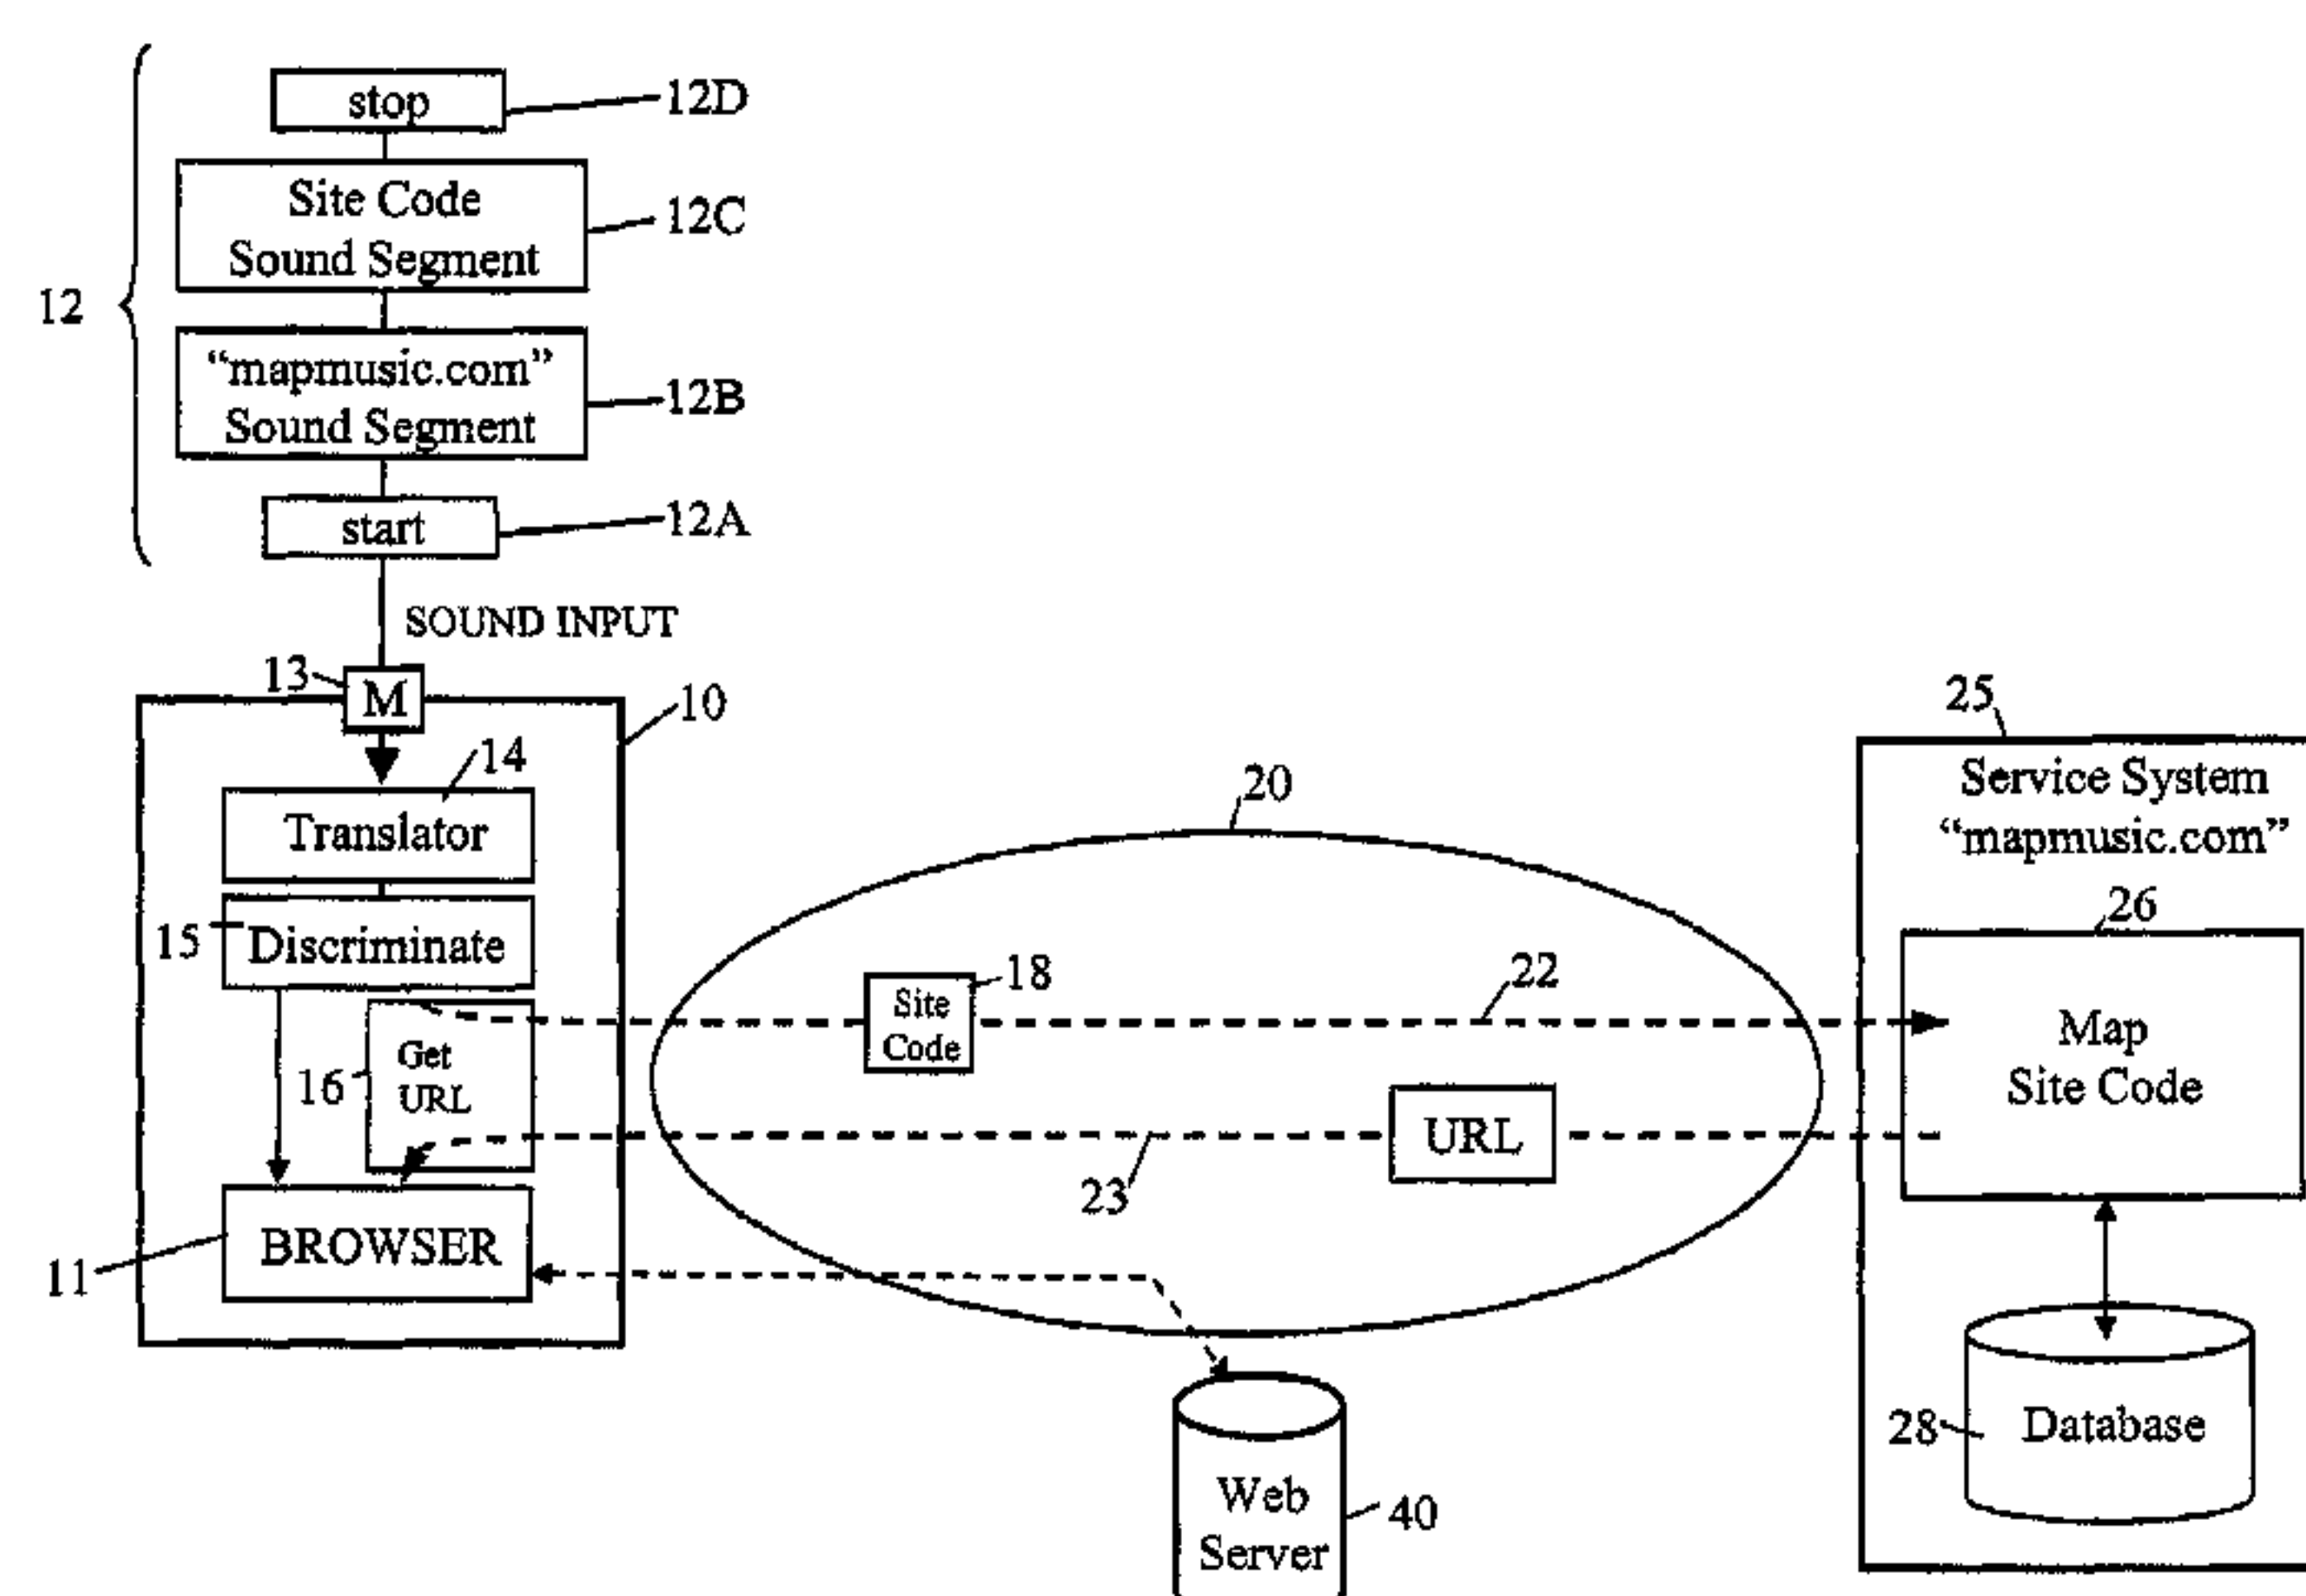 stop
12D
Site Code
Sound Segment
12C
12
“mapmusic.com”
Sound Segment
12B
start
12A
SOUND INPUT
13
M
10
14
Translator
15
Discriminate
16
Get
URL
11
BROWSER
20
18
Site
Code
22
URL
23
Web
Server
40
25
Service System
“mapmusic.com”
26
Map
Site Code
28
Database